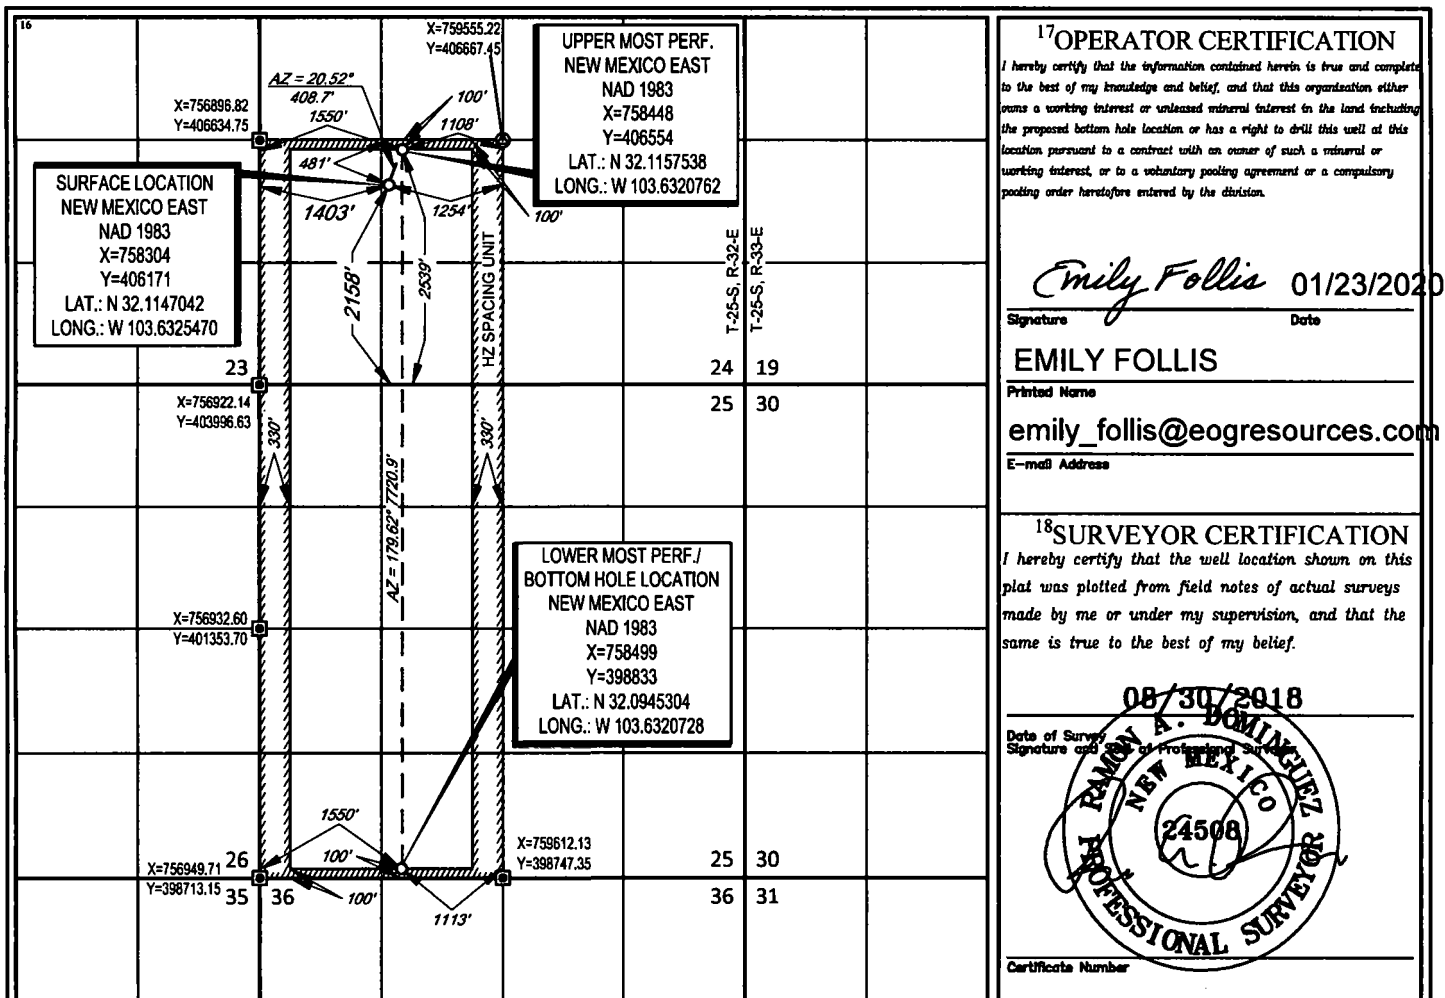 16
X=759555.22
Y=406667.45
AZ = 20.52°
408.7'
1550'
100'
1108'
X=756896.82
Y=406634.75
UPPER MOST PERF.
NEW MEXICO EAST
NAD 1983
X=758448
Y=406554
LAT.: N 32.1157538
LONG.: W 103.6320762
481'
SURFACE LOCATION
NEW MEXICO EAST
NAD 1983
X=758304
Y=406171
LAT.: N 32.1147042
LONG.: W 103.6325470
1403'
1254'
100'
2158'
2539'
HZ SPACING UNIT
T-25-S, R-32-E
T-25-S, R-33-E
23
24
19
25
30
X=756922.14
Y=403996.63
330'
330'
AZ = 179.62° 7720.9'
LOWER MOST PERF./
BOTTOM HOLE LOCATION
NEW MEXICO EAST
NAD 1983
X=758499
Y=398833
LAT.: N 32.0945304
LONG.: W 103.6320728
X=756932.60
Y=401353.70
1550'
100'
X=759612.13
Y=398747.35
X=756949.71
Y=398713.15
26
25
30
35
36
100'
1113'
36
31
17 OPERATOR CERTIFICATION
I hereby certify that the information contained herein is true and complete
to the best of my knowledge and belief, and that this organization either
owns a working interest or unleased mineral interest in the land including
the proposed bottom hole location or has a right to drill this well at this
location pursuant to a contract with an owner of such a mineral or
working interest, or to a voluntary pooling agreement or a compulsory
pooling order heretofore entered by the division.
Emily Follis 01/23/2020
Signature Date
EMILY FOLLIS
Printed Name
emily_follis@eogresources.com
E-mail Address
18 SURVEYOR CERTIFICATION
I hereby certify that the well location shown on this
plat was plotted from field notes of actual surveys
made by me or under my supervision, and that the
same is true to the best of my belief.
08/30/2018
Date of Survey
Signature and Seal of Professional Surveyor
RAMON A. DOMINGUEZ
NEW MEXICO
24508
PROFESSIONAL SURVEYOR
Certificate Number